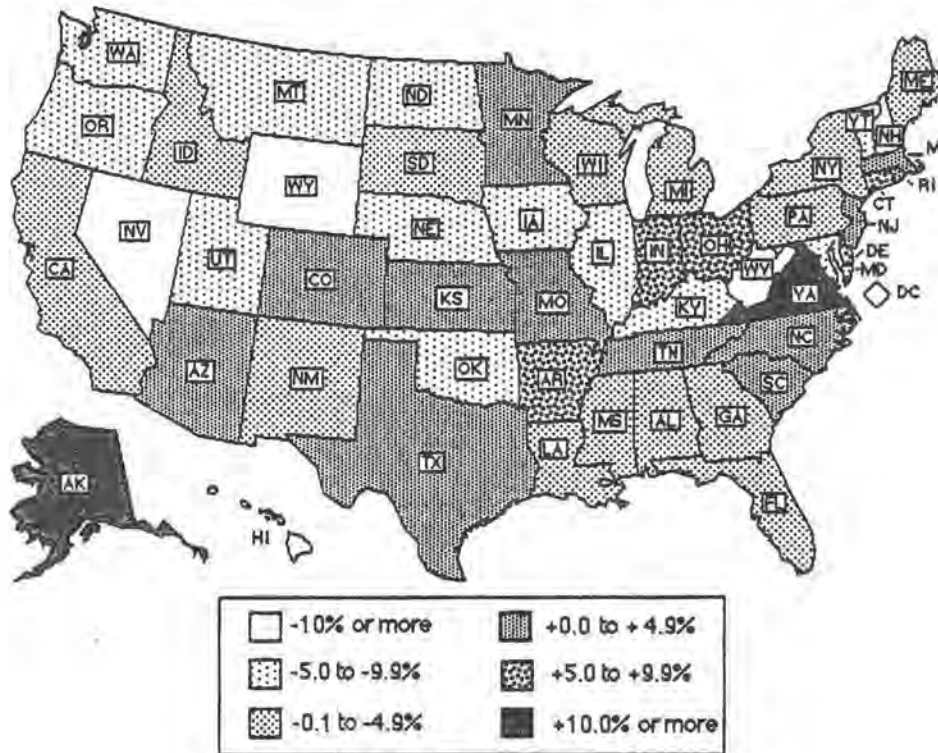 WA
MT
ND
MN
ME
OR
ID
SD
WI
MI
NY
YT
NH
M
RI
WY
NE
IA
PA
CT
NJ
NV
UT
IL
IN
OH
DE
MD
CA
CO
KS
MO
WY
YA
DC
KY
AZ
NM
OK
AR
TN
NC
SC
TX
LA
MS
AL
GA
FL
AK
HI
-10% or more
+0.0 to +4.9%
-5.0 to -9.9%
+5.0 to +9.9%
-0.1 to -4.9%
+10.0% or more